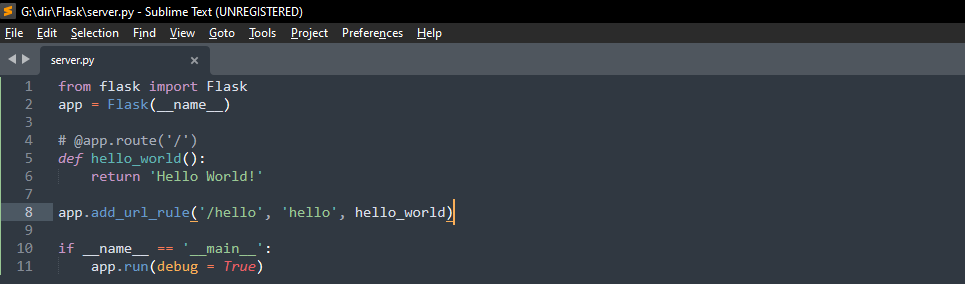 G:\dir\Flask\server.py - Sublime Text (UNREGISTERED)
File Edit Selection Find View Goto Tools Project Preferences Help
server.py ×
1 from flask import Flask
2 app = Flask(__name__)
3
4 # @app.route('/')
5 def hello_world():
6     return 'Hello World!'
7
8 app.add_url_rule('/hello', 'hello', hello_world)
9
10 if __name__ == '__main__':
11     app.run(debug = True)